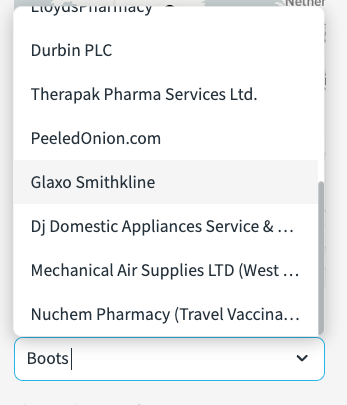 Nether
LloydsPharmacy
Durbin PLC
Therapak Pharma Services Ltd.
PeeledOnion.com
Glaxo Smithkline
Dj Domestic Appliances Service & ...
Mechanical Air Supplies LTD (West ...
Nuchem Pharmacy (Travel Vaccina...
Boots